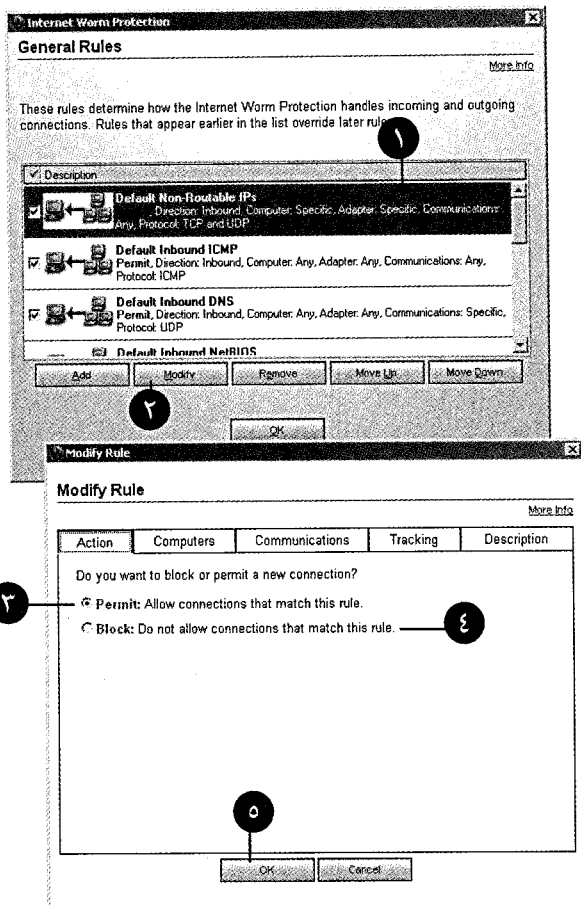 Internet Worm Protection
General Rules
More Info
These rules determine how the Internet Worm Protection handles incoming and outgoing
connections. Rules that appear earlier in the list override later
١
Description
Default Non-Routable IPs
Direction: Inbound, Computer: Specific, Adapter: Specific, Communications:
Any, Protocol: TCP and UDP
Default Inbound ICMP
Permit, Direction: Inbound, Computer: Any, Adapter: Any, Communications: Any,
Protocol: ICMP
Default Inbound DNS
Permit, Direction: Inbound, Computer: Any, Adapter: Any, Communications: Specific,
Protocol: UDP
Default Inbound NetBIOS
Add Modify Remove Move Up Move Down
٢
OK
Modify Rule
Modify Rule
More Info
Action Computers Communications Tracking Description
Do you want to block or permit a new connection?
٣ Permit: Allow connections that match this rule.
Block: Do not allow connections that match this rule. ٤
٥
OK Cancel